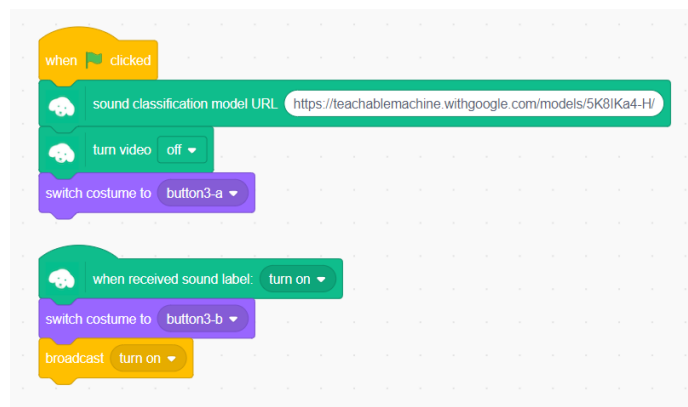 when clicked
sound classification model URL https://teachablemachine.withgoogle.com/models/5K8IKa4-H/
turn video off
switch costume to button3-a
when received sound label: turn on
switch costume to button3-b
broadcast turn on